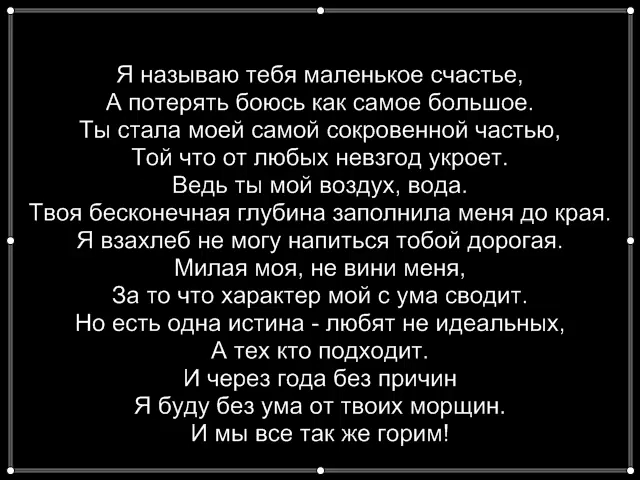 Я называю тебя маленькое счастье,
А потерять боюсь как самое большое.
Ты стала моей самой сокровенной частью,
Той что от любых невзгод укроет.
Ведь ты мой воздух, вода.
Твоя бесконечная глубина заполнила меня до края.
Я взахлеб не могу напиться тобой дорогая.
Милая моя, не вини меня,
За то что характер мой с ума сводит.
Но есть одна истина - любят не идеальных,
А тех кто подходит.
И через года без причин
Я буду без ума от твоих морщин.
И мы все так же горим!